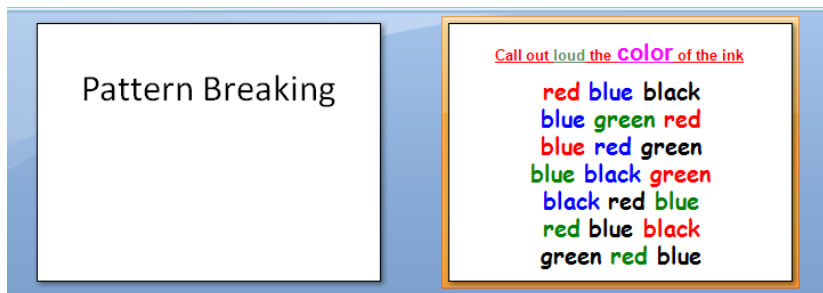 Pattern Breaking
Call out loud the color of the ink
red blue black
blue green red
blue red green
blue black green
black red blue
red blue black
green red blue